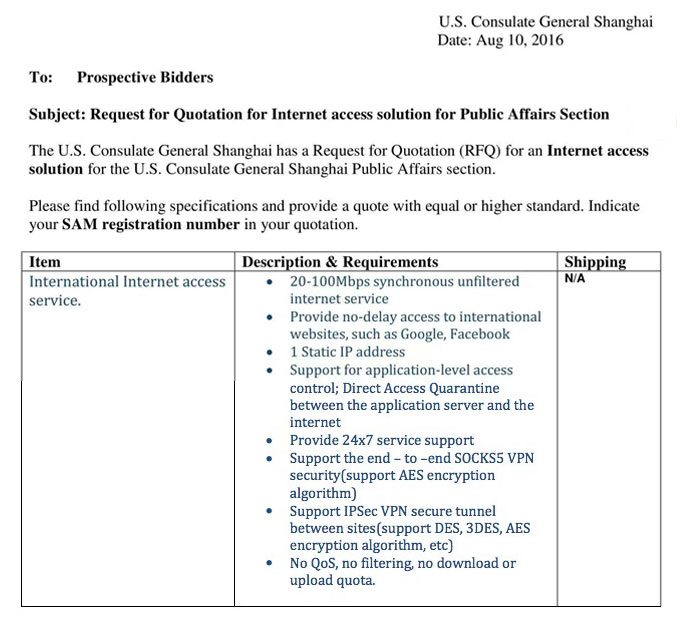 U.S. Consulate General Shanghai
Date: Aug 10, 2016
To: Prospective Bidders
Subject: Request for Quotation for Internet access solution for Public Affairs Section
The U.S. Consulate General Shanghai has a Request for Quotation (RFQ) for an Internet access
solution for the U.S. Consulate General Shanghai Public Affairs section.
Please find following specifications and provide a quote with equal or higher standard. Indicate
your SAM registration number in your quotation.
Item
Description & Requirements
Shipping
International Internet access
service.
• 20-100Mbps synchronous unfiltered
internet service
• Provide no-delay access to international
websites, such as Google, Facebook
• 1 Static IP address
• Support for application-level access
control; Direct Access Quarantine
between the application server and the
internet
• Provide 24x7 service support
• Support the end – to –end SOCKS5 VPN
security(support AES encryption
algorithm)
• Support IPSec VPN secure tunnel
between sites(support DES, 3DES, AES
encryption algorithm, etc)
• No QoS, no filtering, no download or
upload quota.
N/A